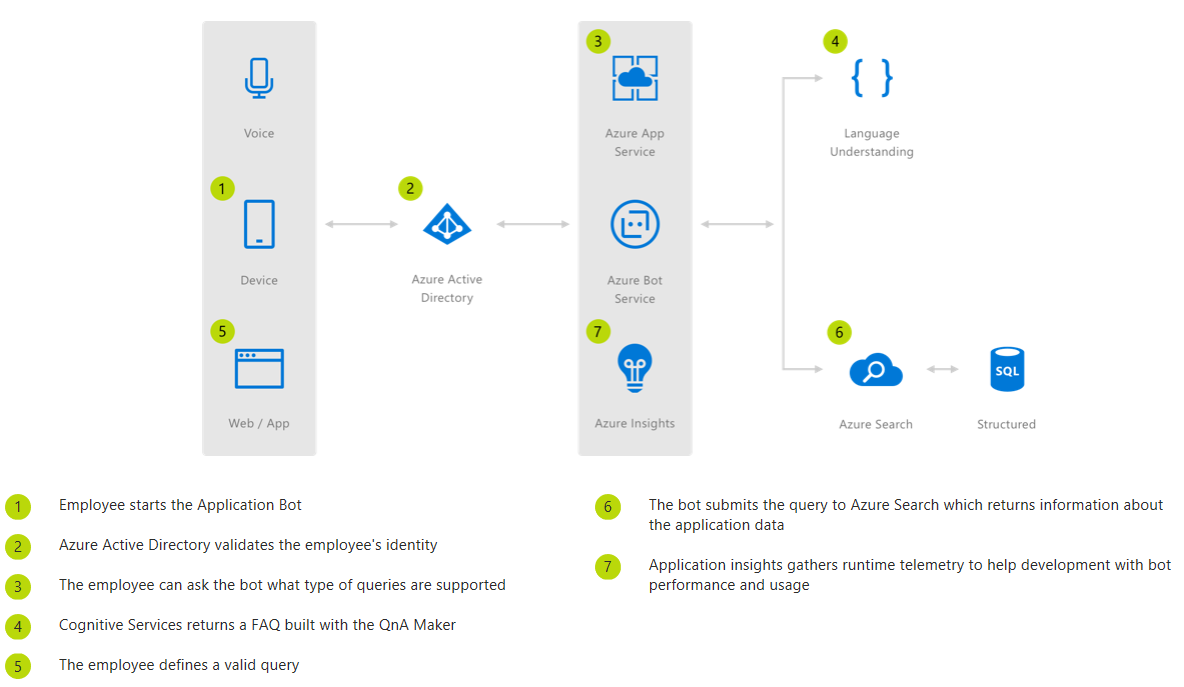 3
4
Voice
Azure App
Service
Language
Understanding
1
2
Device
Azure Active
Directory
Azure Bot
Service
5
7
6
SQL
Web / App
Azure Insights
Azure Search
Structured
1 Employee starts the Application Bot
2 Azure Active Directory validates the employee's identity
3 The employee can ask the bot what type of queries are supported
4 Cognitive Services returns a FAQ built with the QnA Maker
5 The employee defines a valid query
6 The bot submits the query to Azure Search which returns information about
the application data
7 Application insights gathers runtime telemetry to help development with bot
performance and usage